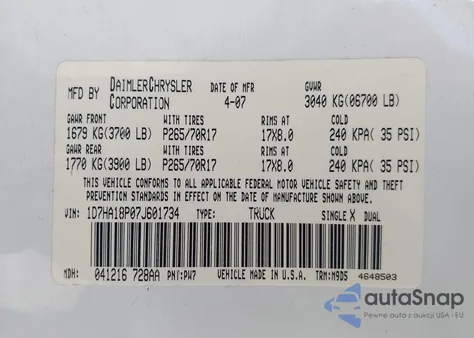 MFD BY DAIMLERCHRYSLER CORPORATION DATE OF MFR 4-07 GVWR 3040 KG(06700 LB)
GAWR FRONT WITH TIRES RIMS AT COLD
1679 KG(3700 LB) P265/70R17 17X8.0 240 KPA( 35 PSI)
GAWR REAR WITH TIRES RIMS AT COLD
1770 KG(3900 LB) P265/70R17 17X8.0 240 KPA( 35 PSI)
THIS VEHICLE CONFORMS TO ALL APPLICABLE FEDERAL MOTOR VEHICLE SAFETY AND THEFT
PREVENTION STANDARDS IN EFFECT ON THE DATE OF MANUFACTURE SHOWN ABOVE.
VIN: 1D7HA18P07J601734 TYPE: TRUCK SINGLE X DUAL
MDH: 041216 728AA PNT:PW7 VEHICLE MADE IN U.S.A. TRM:M9D5 4648503
autaSnap
Pewne auta z aukcji USA - EU